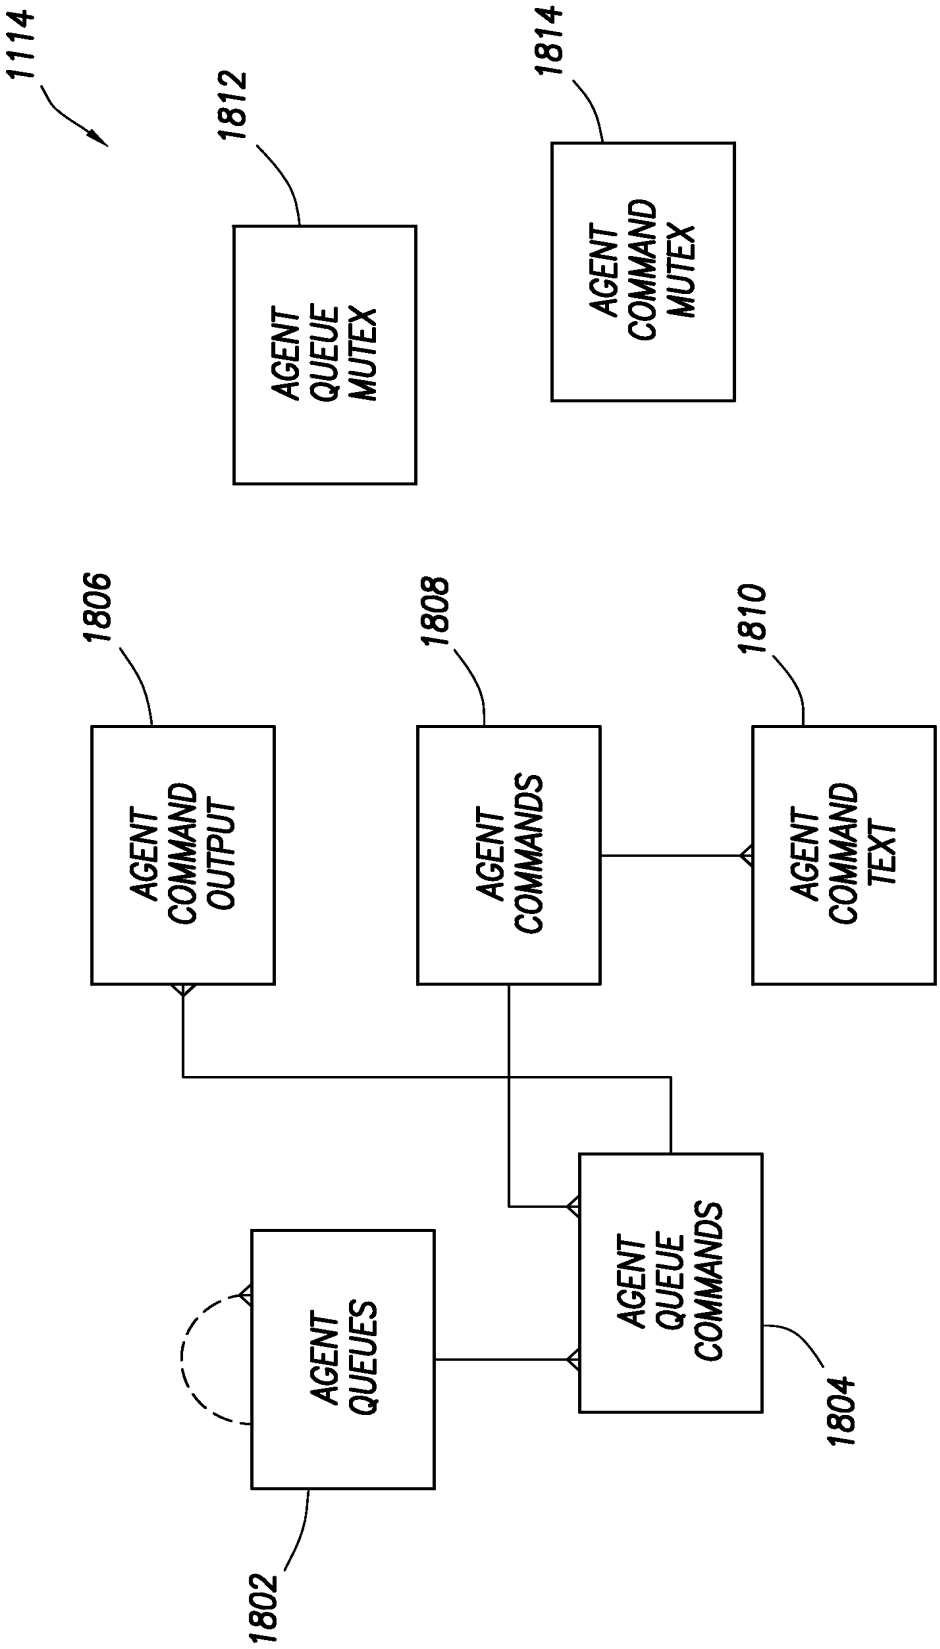 1114
1806
AGENT
COMMAND
OUTPUT
1812
AGENT
QUEUE
MUTEX
1802
AGENT
QUEUES
1808
AGENT
COMMANDS
1814
AGENT
COMMAND
MUTEX
1804
AGENT
QUEUE
COMMANDS
1810
AGENT
COMMAND
TEXT